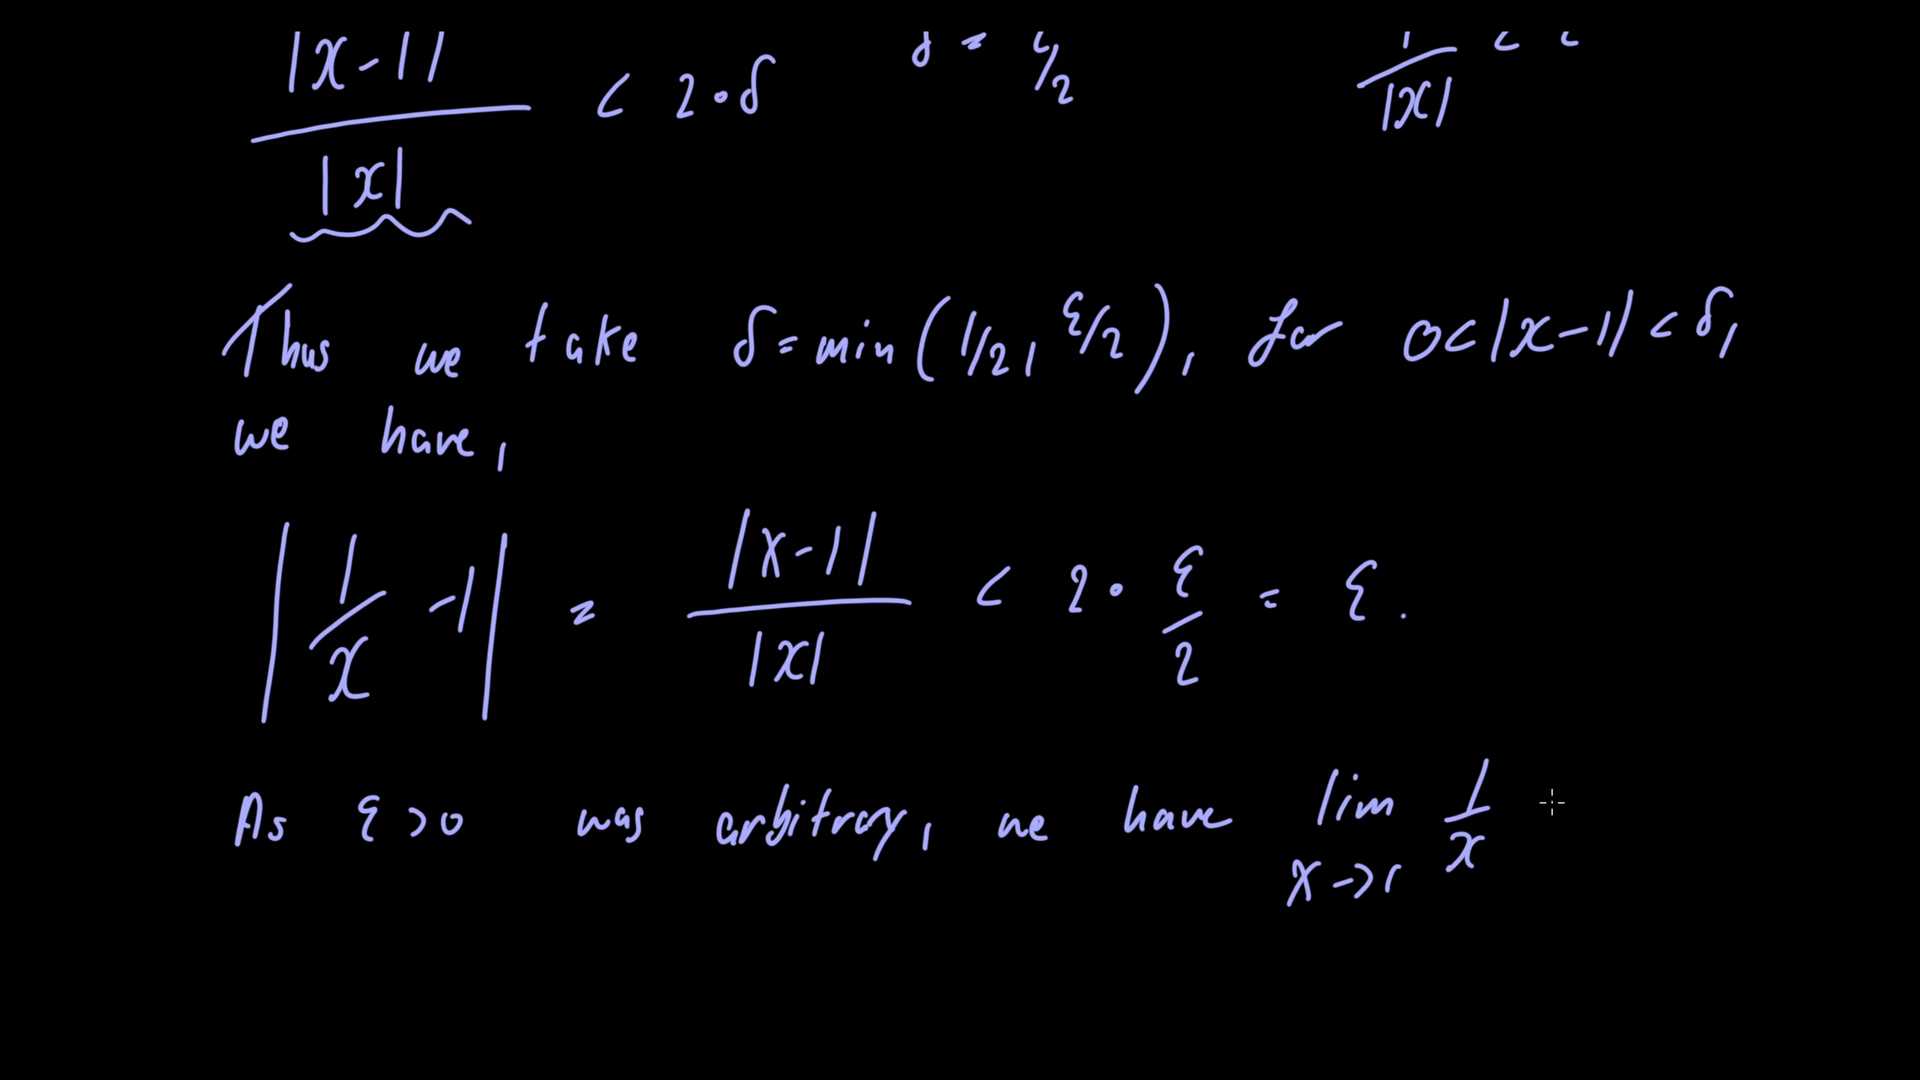 |x-1| / |x| < 2·δ δ = ε/2 1/|x| <
Thus we take δ = min(1/2, ε/2), for 0<|x-1|<δ,
we have,
|1/x -1| = |x-1| / |x| < 2·ε/2 = ε.
As ε>0 was arbitrary, we have lim x→1 1/x